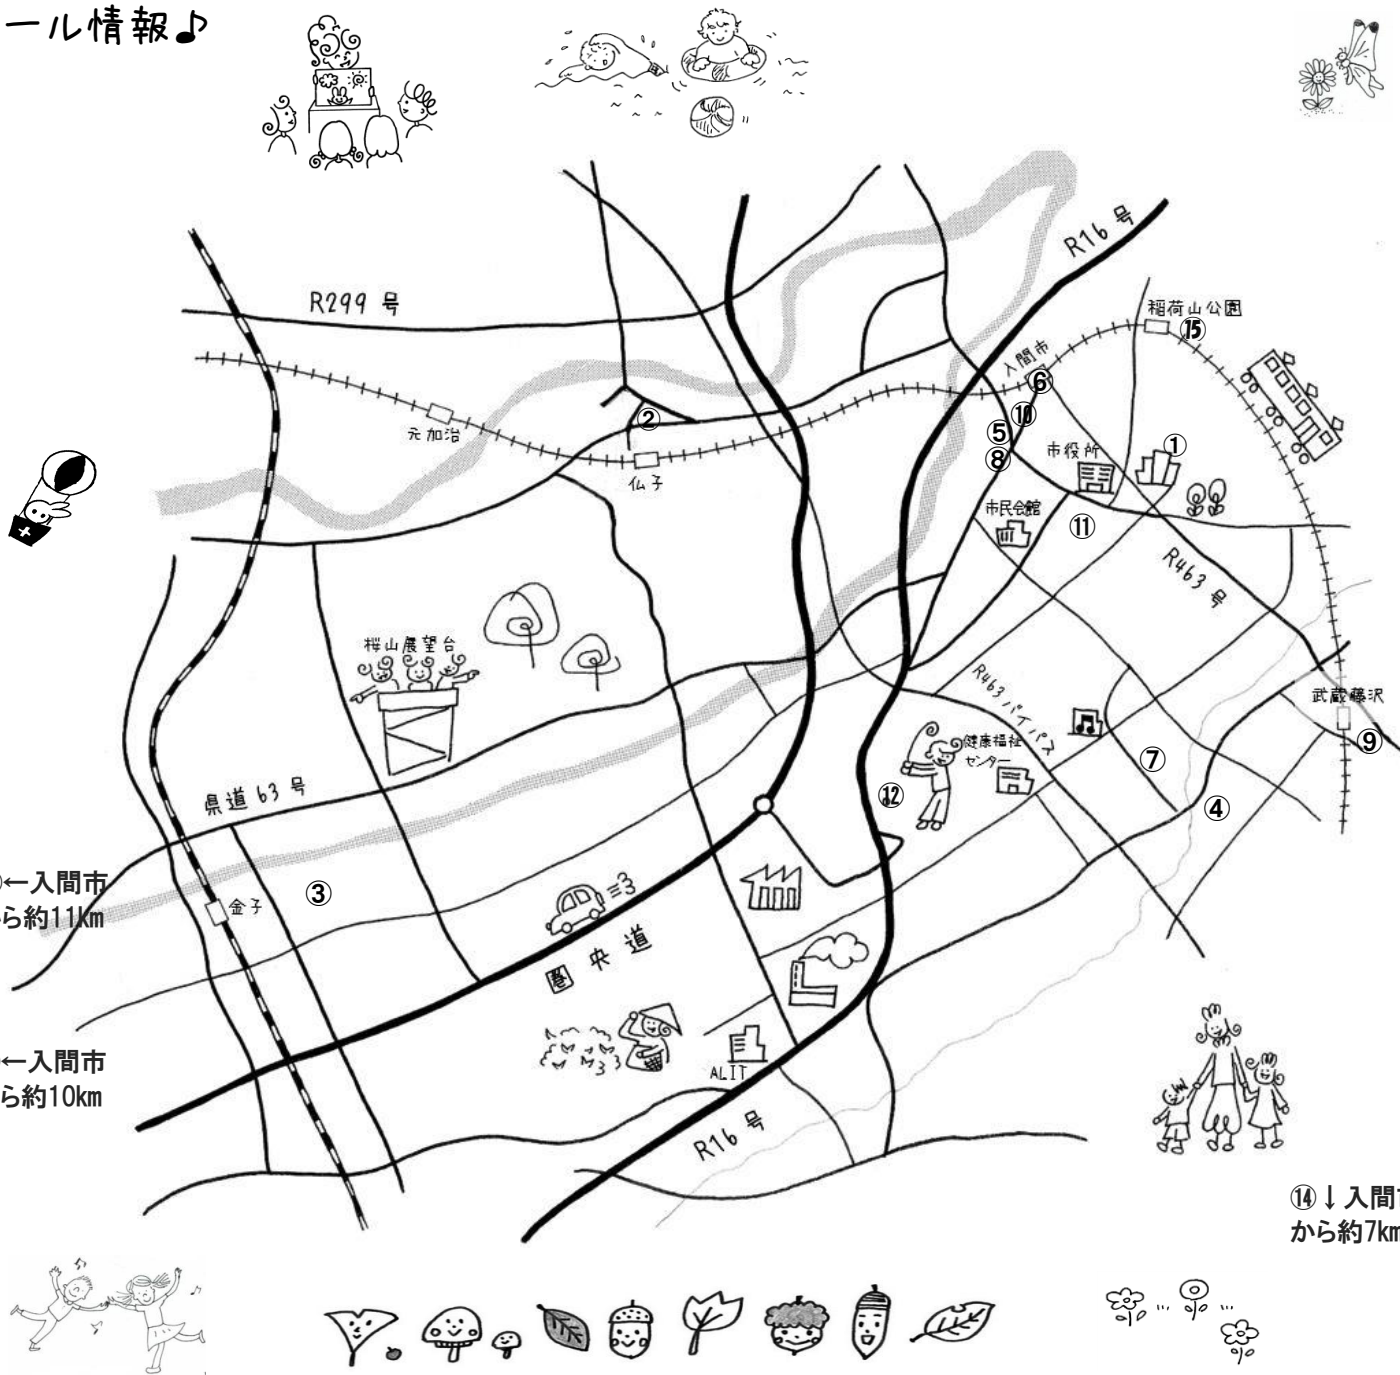 ール情報♪
R16号
R299号
稲荷山公園
⑮
入間市
⑥
⑩
②
⑤
元加治
市役所
①
⑧
仏子
市民会館
⑪
R463号
桜山展望台
R463バイパス
武蔵藤沢
健康福祉
センター
⑨
⑦
県道63号
⑫
④
←入間市
ら約11km
③
金子
圏央道
←入間市
ら約10km
ALIT
R16号
⑭↓入間
から約7km